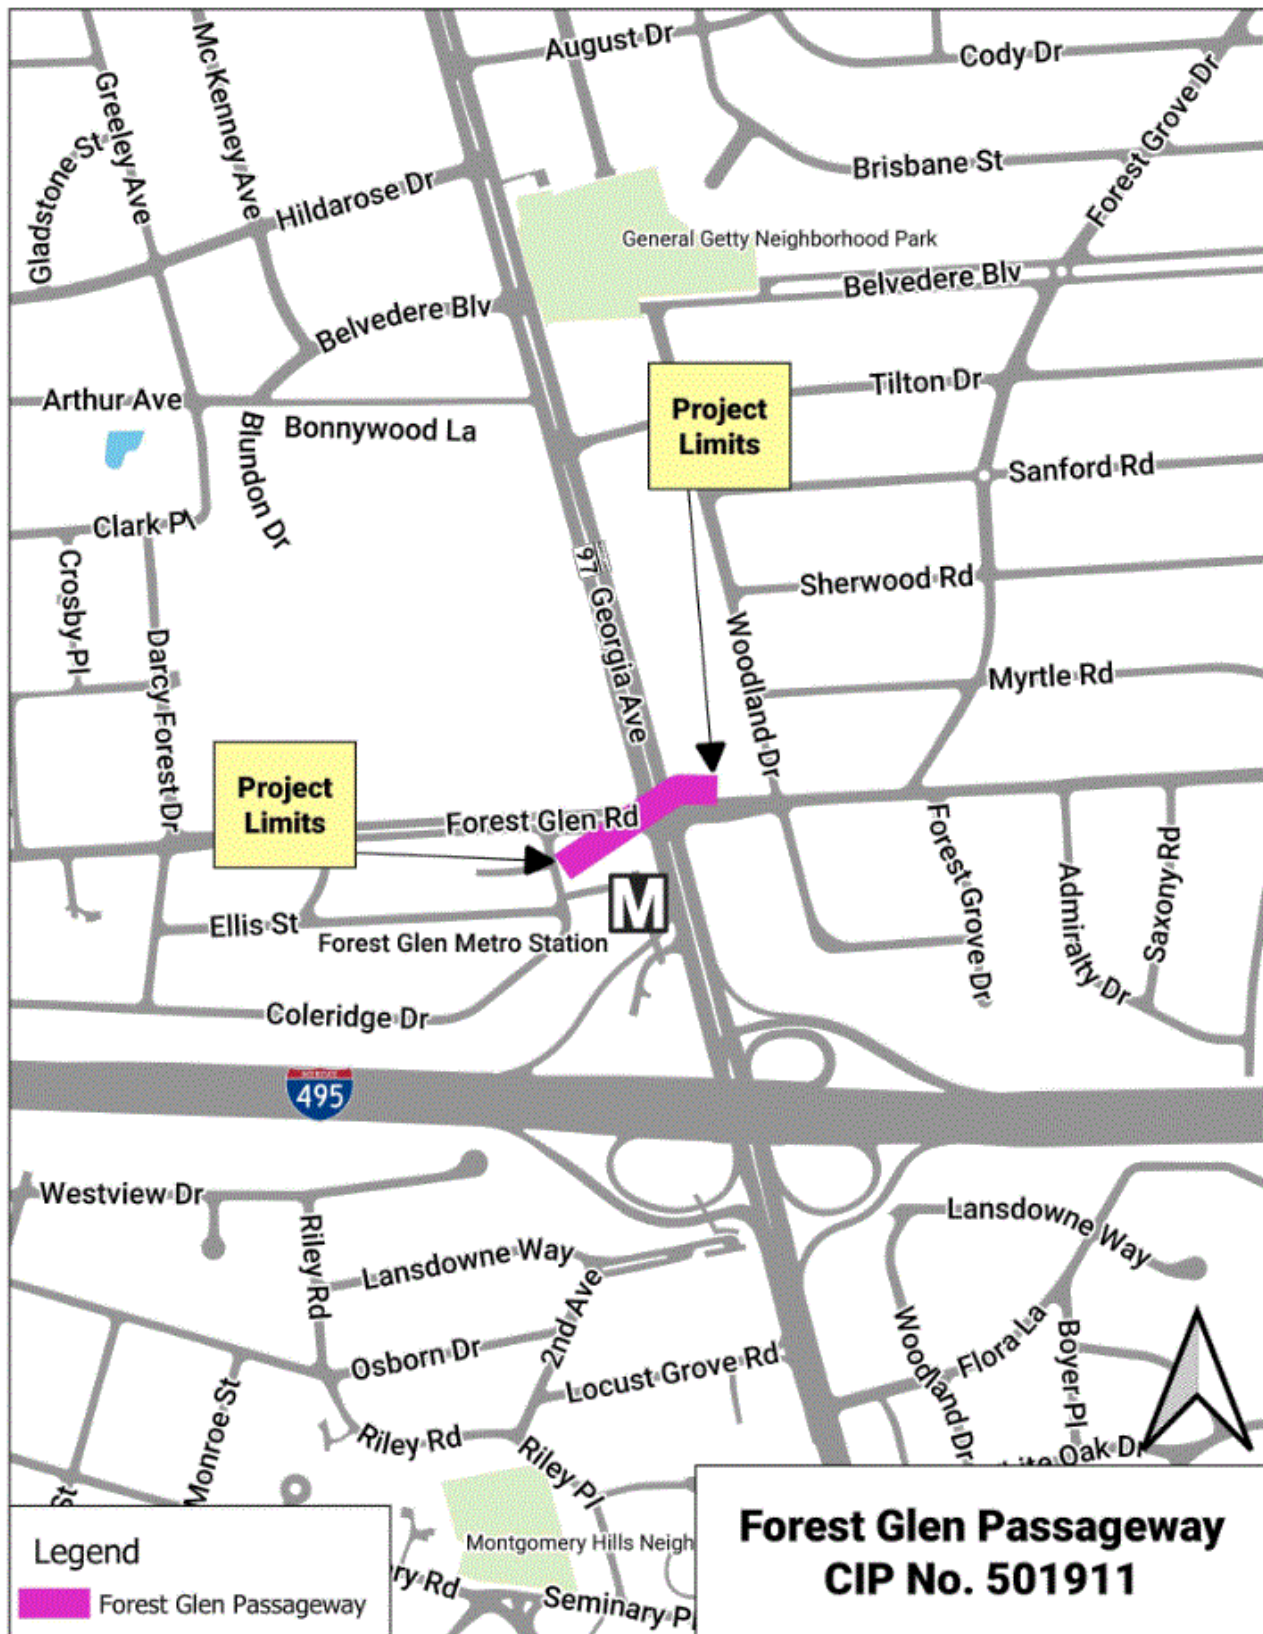 August Dr
Cody Dr
McKenney Ave
Greeley Ave
Gladstone St
Forest Grove Dr
Brisbane St
Hildarose Dr
General Getty Neighborhood Park
Belvedere Blv
Belvedere Blv
Arthur Ave
Tilton Dr
Project
Limits
Bonnywood La
Blundon Dr
Sanford Rd
Clark Pl
97
Crosby Pl
Sherwood Rd
Georgia Ave
Woodland Dr
Darcy Forest Dr
Myrtle Rd
Project
Limits
Forest Glen Rd
Forest Grove Dr
Admiralty Dr
Saxony Rd
M
Ellis St
Forest Glen Metro Station
Coleridge Dr
495
Westview Dr
Riley Rd
Lansdowne Way
Lansdowne Way
2nd Ave
Osborn Dr
Locust Grove Rd
Woodland Dr
Flora La
Boyer Pl
Monroe St
Riley Rd
Riley Pl
Oak Dr
St
Montgomery Hills Neigh
ry Rd
Seminary Pl
Legend
Forest Glen Passageway
Forest Glen Passageway
CIP No. 501911